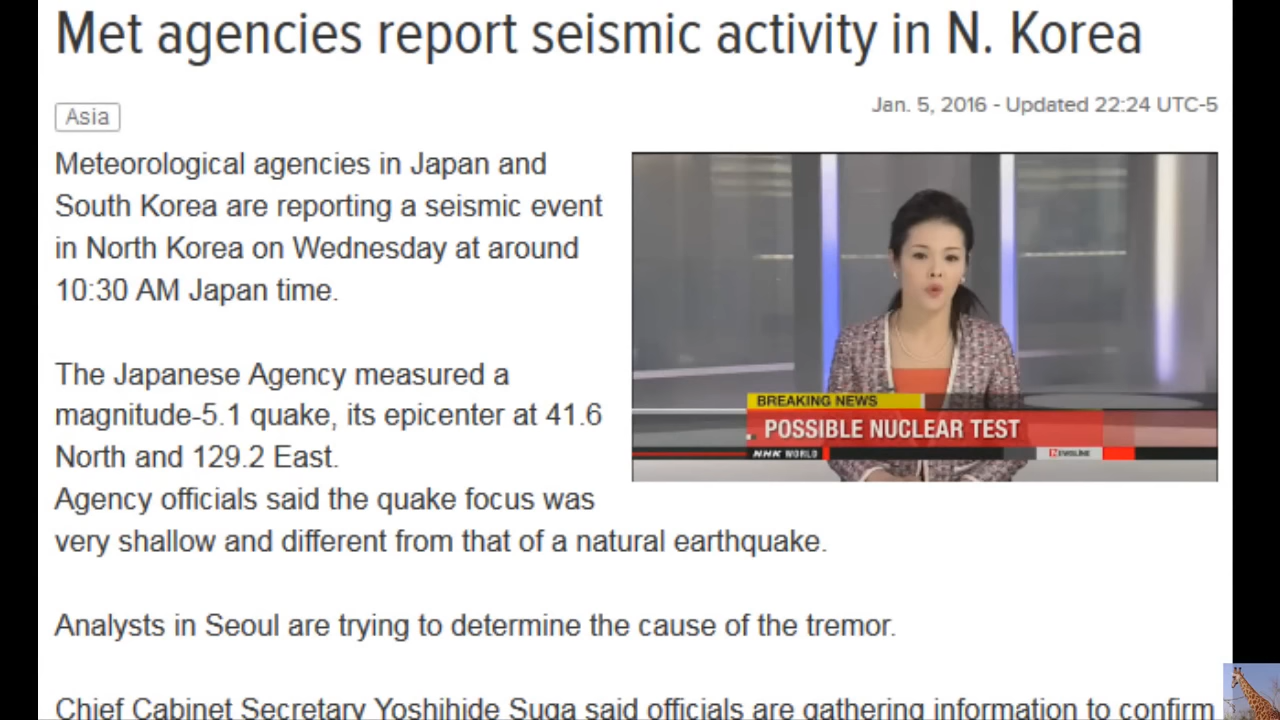 Met agencies report seismic activity in N. Korea
Asia
Jan. 5, 2016 - Updated 22:24 UTC-5
Meteorological agencies in Japan and
South Korea are reporting a seismic event
in North Korea on Wednesday at around
10:30 AM Japan time.
The Japanese Agency measured a
magnitude-5.1 quake, its epicenter at 41.6
North and 129.2 East.
Agency officials said the quake focus was
very shallow and different from that of a natural earthquake.
BREAKING NEWS
POSSIBLE NUCLEAR TEST
NHK WORLD
NEWSLINE
Analysts in Seoul are trying to determine the cause of the tremor.
Chief Cabinet Secretary Yoshihide Suga said officials are gathering information to confirm